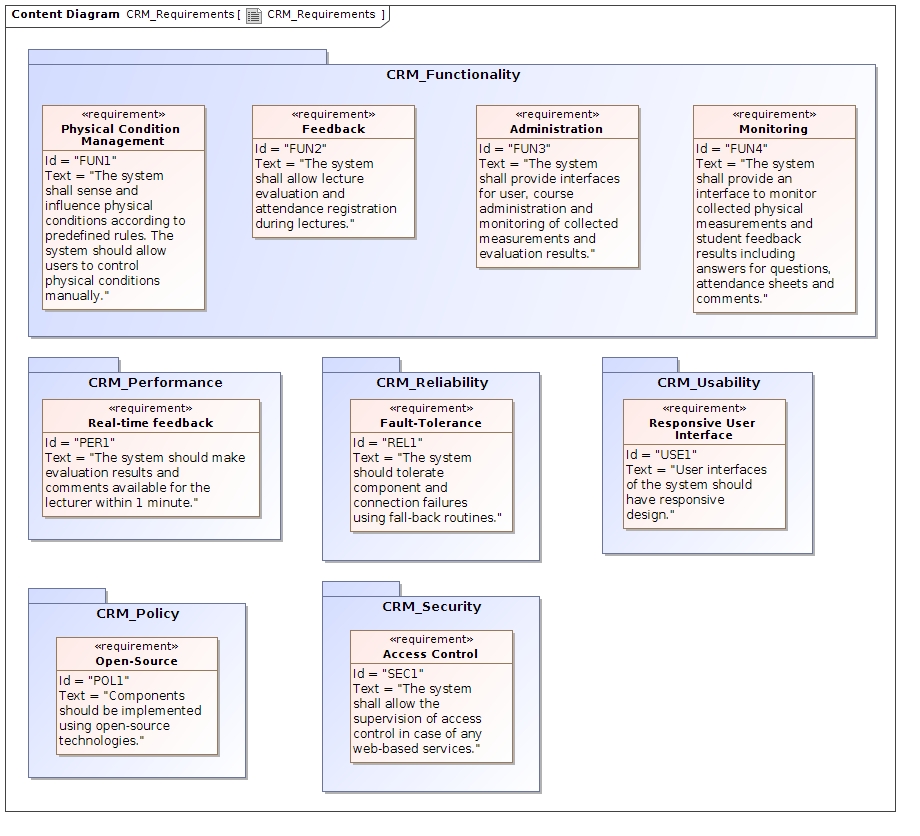 Content Diagram CRM_Requirements [ CRM_Requirements ]
CRM_Functionality
«requirement»
Physical Condition
Management
Id = "FUN1"
Text = "The system
shall sense and
influence physical
conditions according to
predefined rules. The
system should allow
users to control
physical conditions
manually."
«requirement»
Feedback
Id = "FUN2"
Text = "The system
shall allow lecture
evaluation and
attendance registration
during lectures."
«requirement»
Administration
Id = "FUN3"
Text = "The system
shall provide interfaces
for user, course
administration and
monitoring of collected
measurements and
evaluation results."
«requirement»
Monitoring
Id = "FUN4"
Text = "The system
shall provide an
interface to monitor
collected physical
measurements and
student feedback
results including
answers for questions,
attendance sheets and
comments."
CRM_Performance
«requirement»
Real-time feedback
Id = "PER1"
Text = "The system should make
evaluation results and
comments available for the
lecturer within 1 minute."
CRM_Reliability
«requirement»
Fault-Tolerance
Id = "REL1"
Text = "The system
should tolerate
component and
connection failures
using fall-back routines."
CRM_Usability
«requirement»
Responsive User
Interface
Id = "USE1"
Text = "User interfaces
of the system should
have responsive
design."
CRM_Policy
«requirement»
Open-Source
Id = "POL1"
Text = "Components
should be implemented
using open-source
technologies."
CRM_Security
«requirement»
Access Control
Id = "SEC1"
Text = "The system
shall allow the
supervision of access
control in case of any
web-based services."